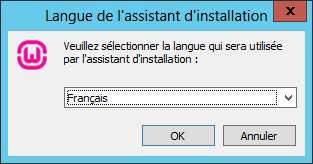 Langue de l'assistant d'installation
Veuillez sélectionner la langue qui sera utilisée
par l'assistant d'installation :
Français
OK
Annuler